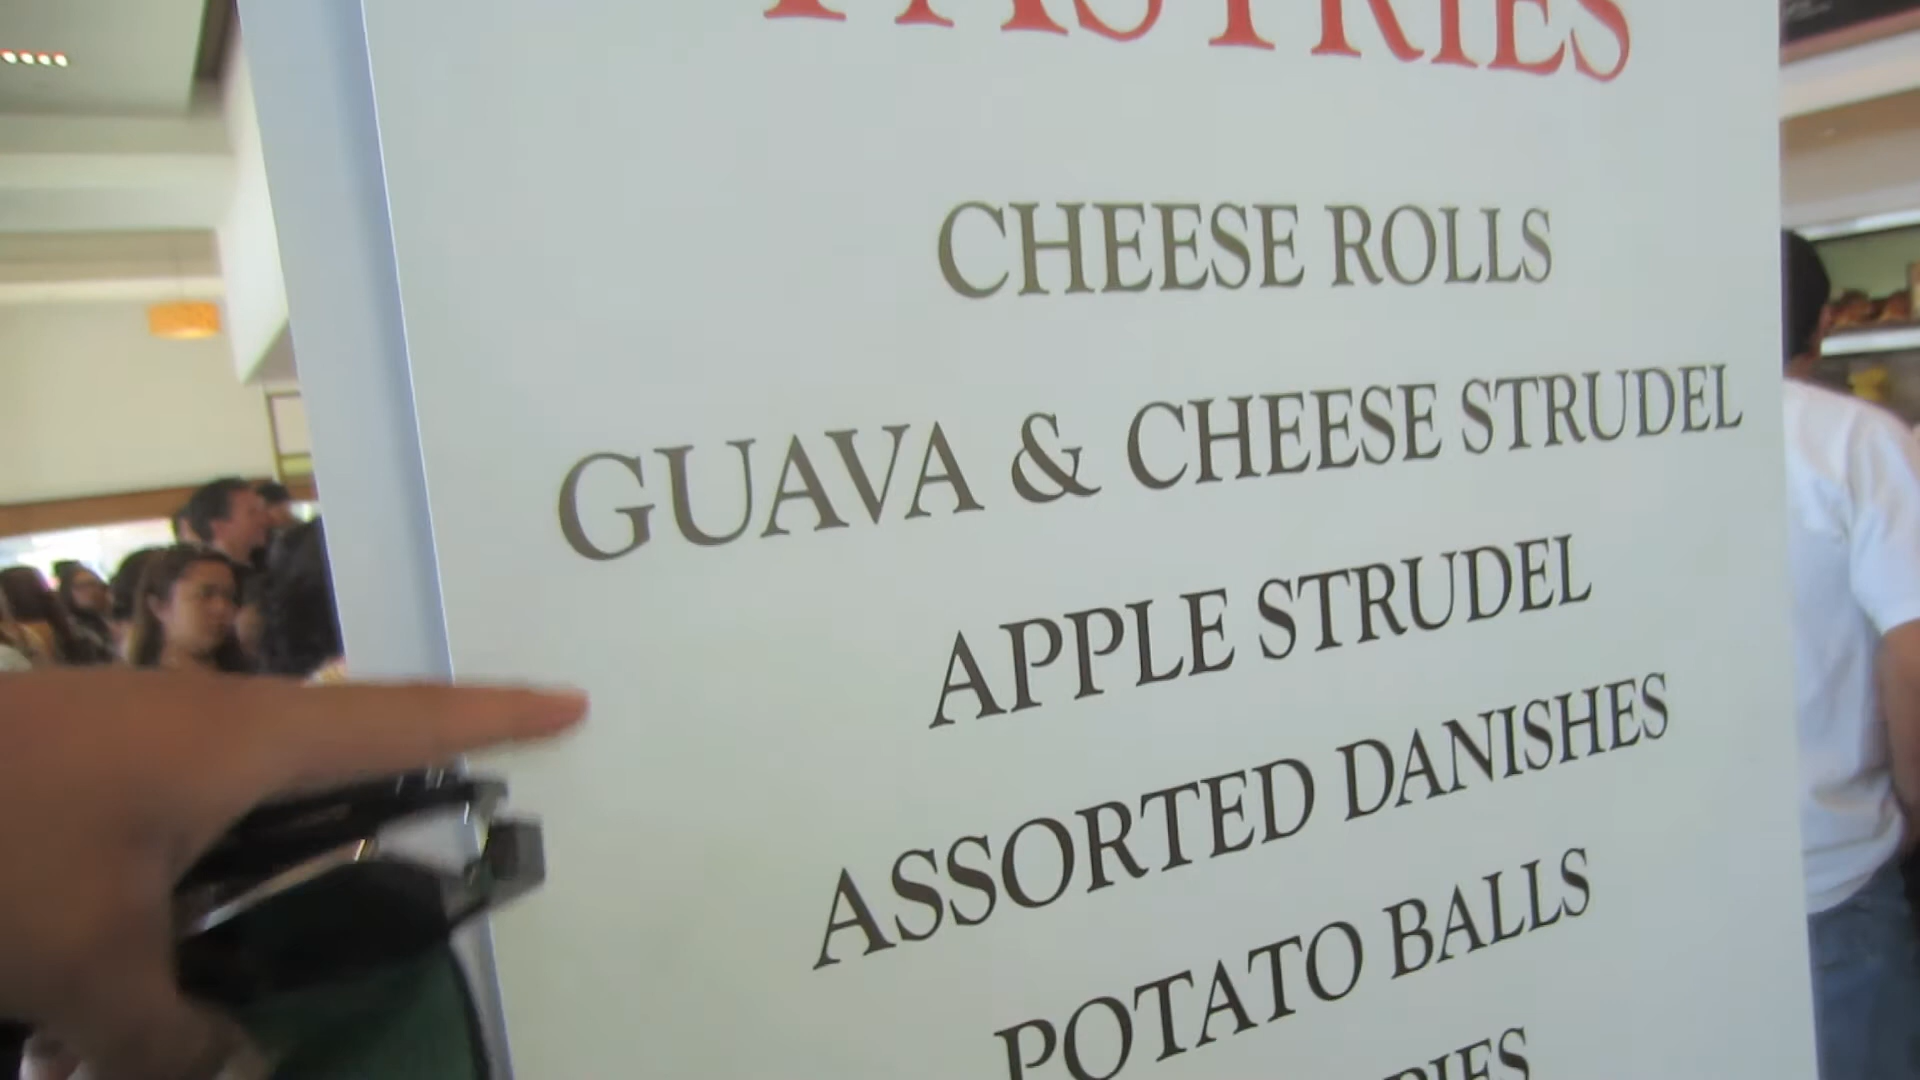 PASTRIES
CHEESE ROLLS
GUAVA & CHEESE STRUDEL
APPLE STRUDEL
ASSORTED DANISHES
POTATO BALLS